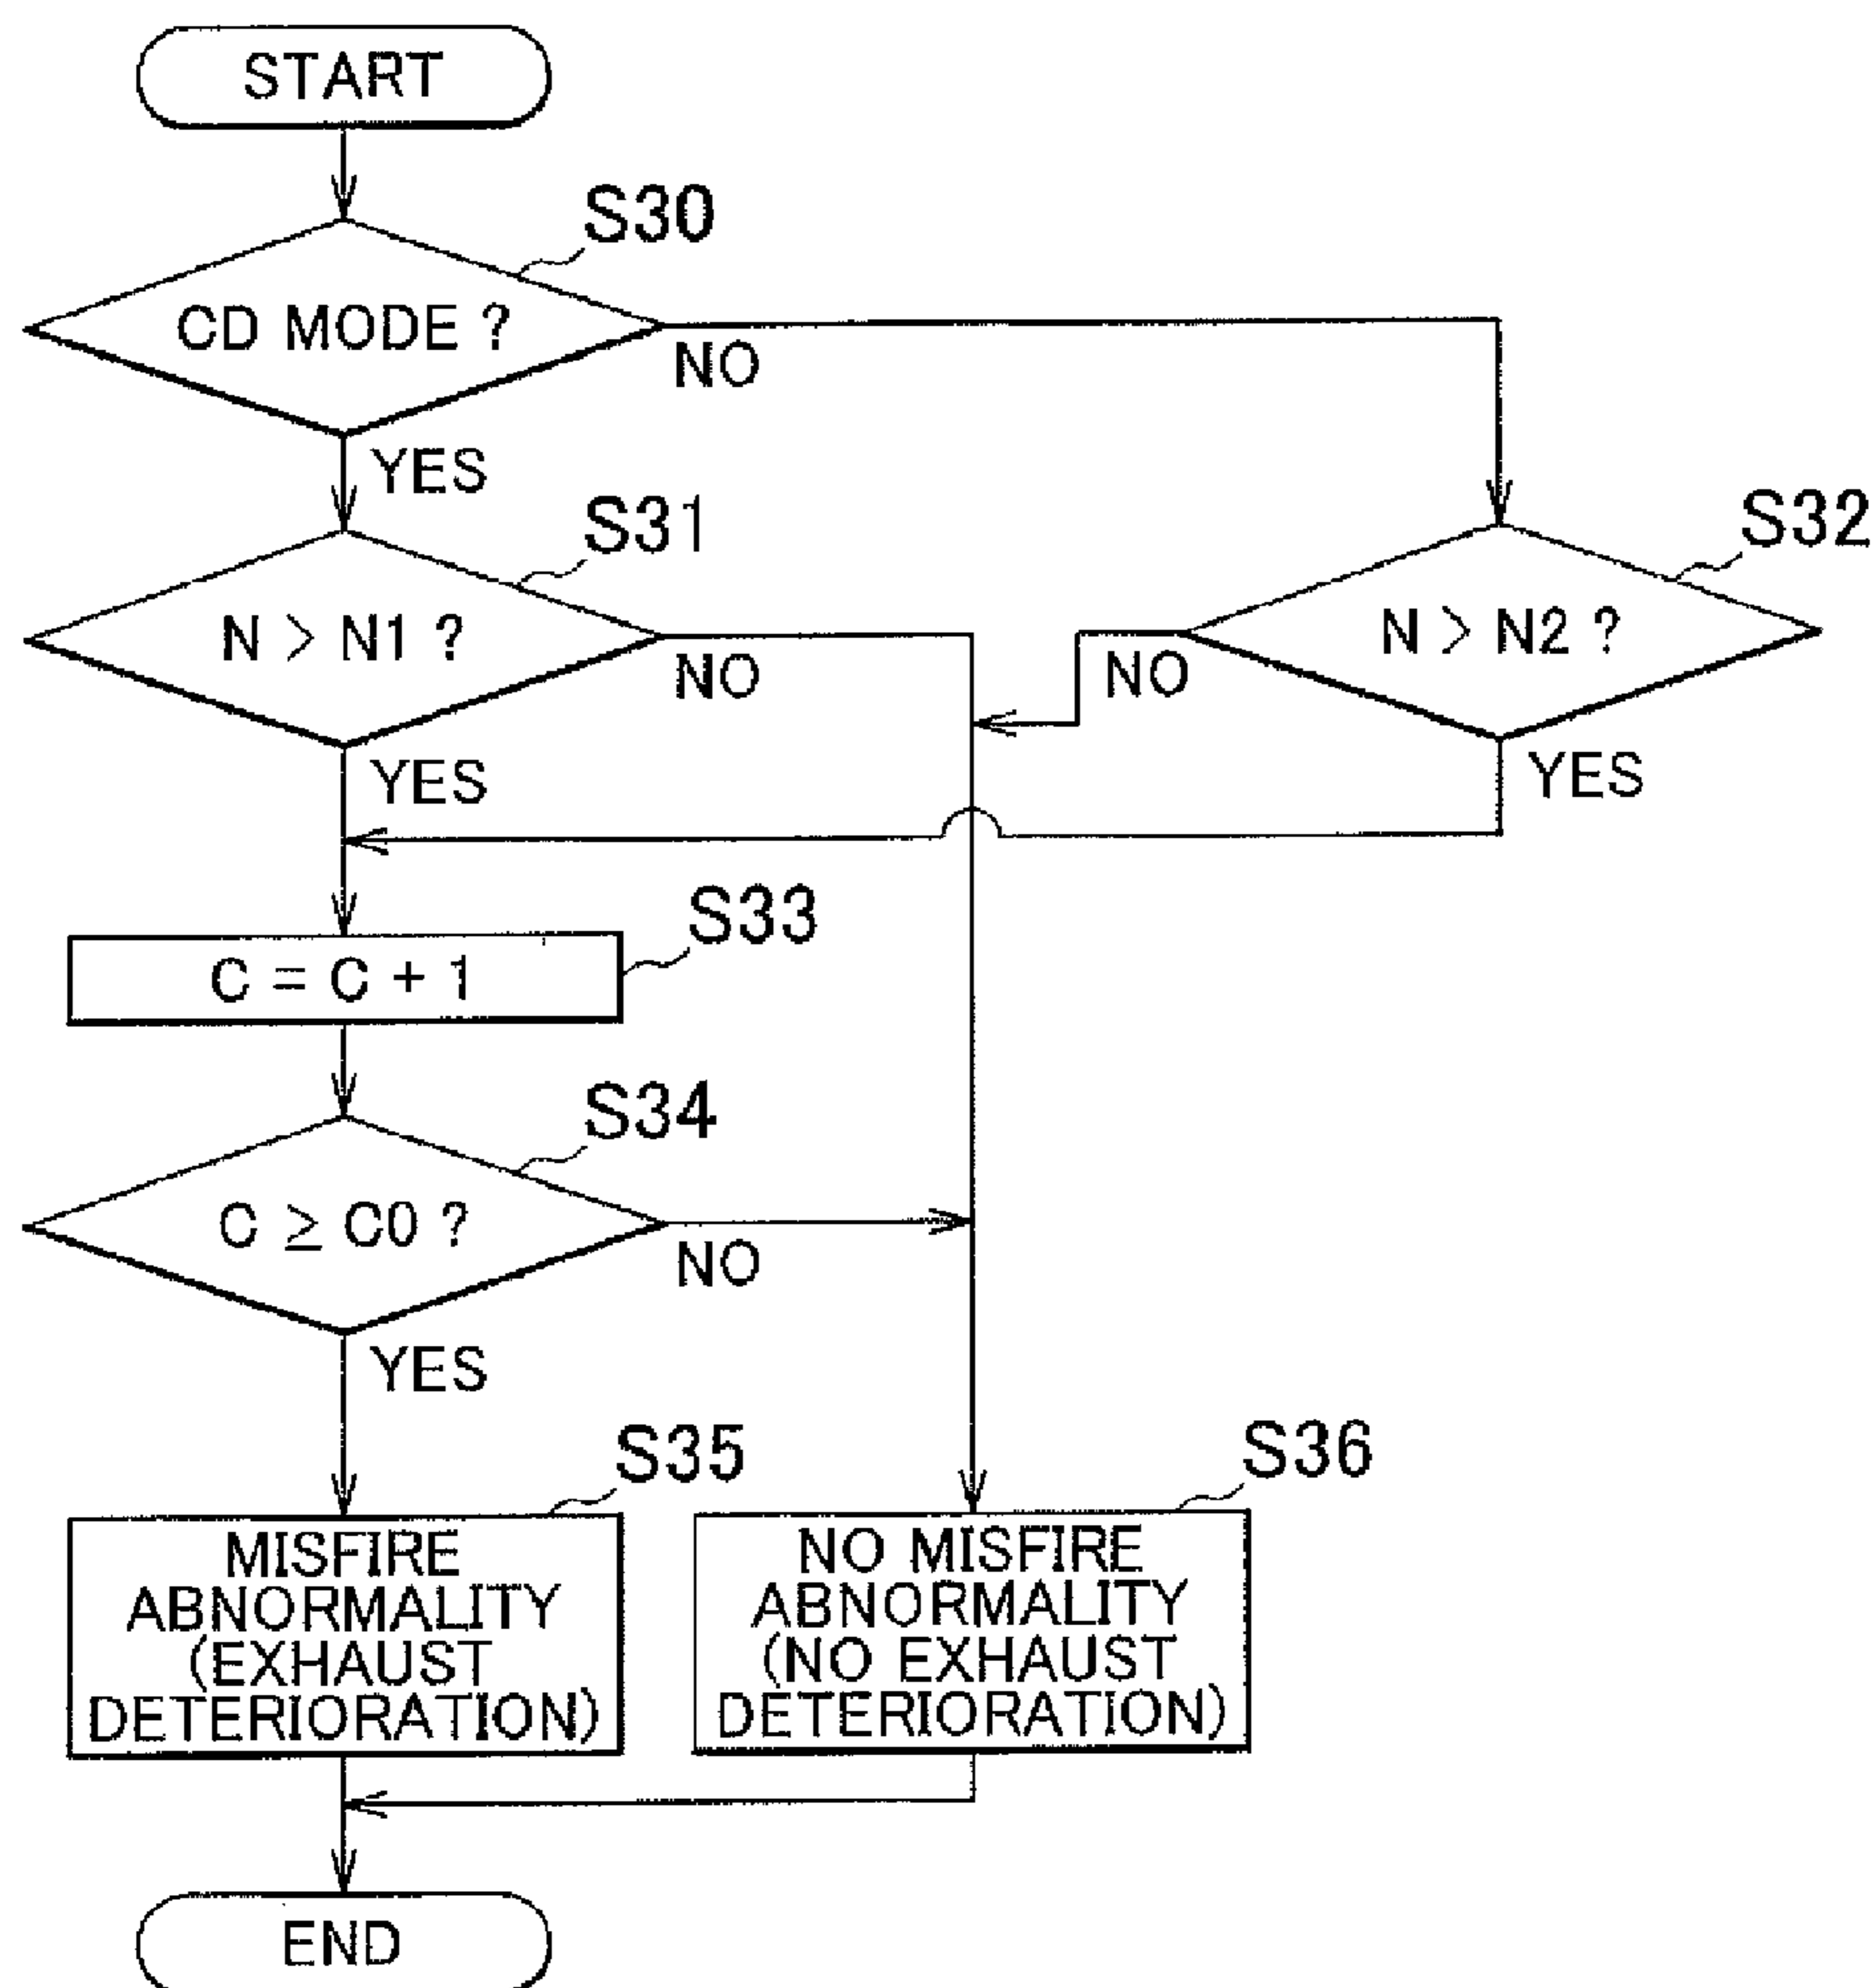 START
S30
CD MODE ?
NO
YES
S31
N > N1 ?
NO
YES
S32
N > N2 ?
NO
YES
S33
C = C + 1
S34
C ≥ C0 ?
NO
YES
S35
MISFIRE
ABNORMALITY
(EXHAUST
DETERIORATION)
S36
NO MISFIRE
ABNORMALITY
(NO EXHAUST
DETERIORATION)
END